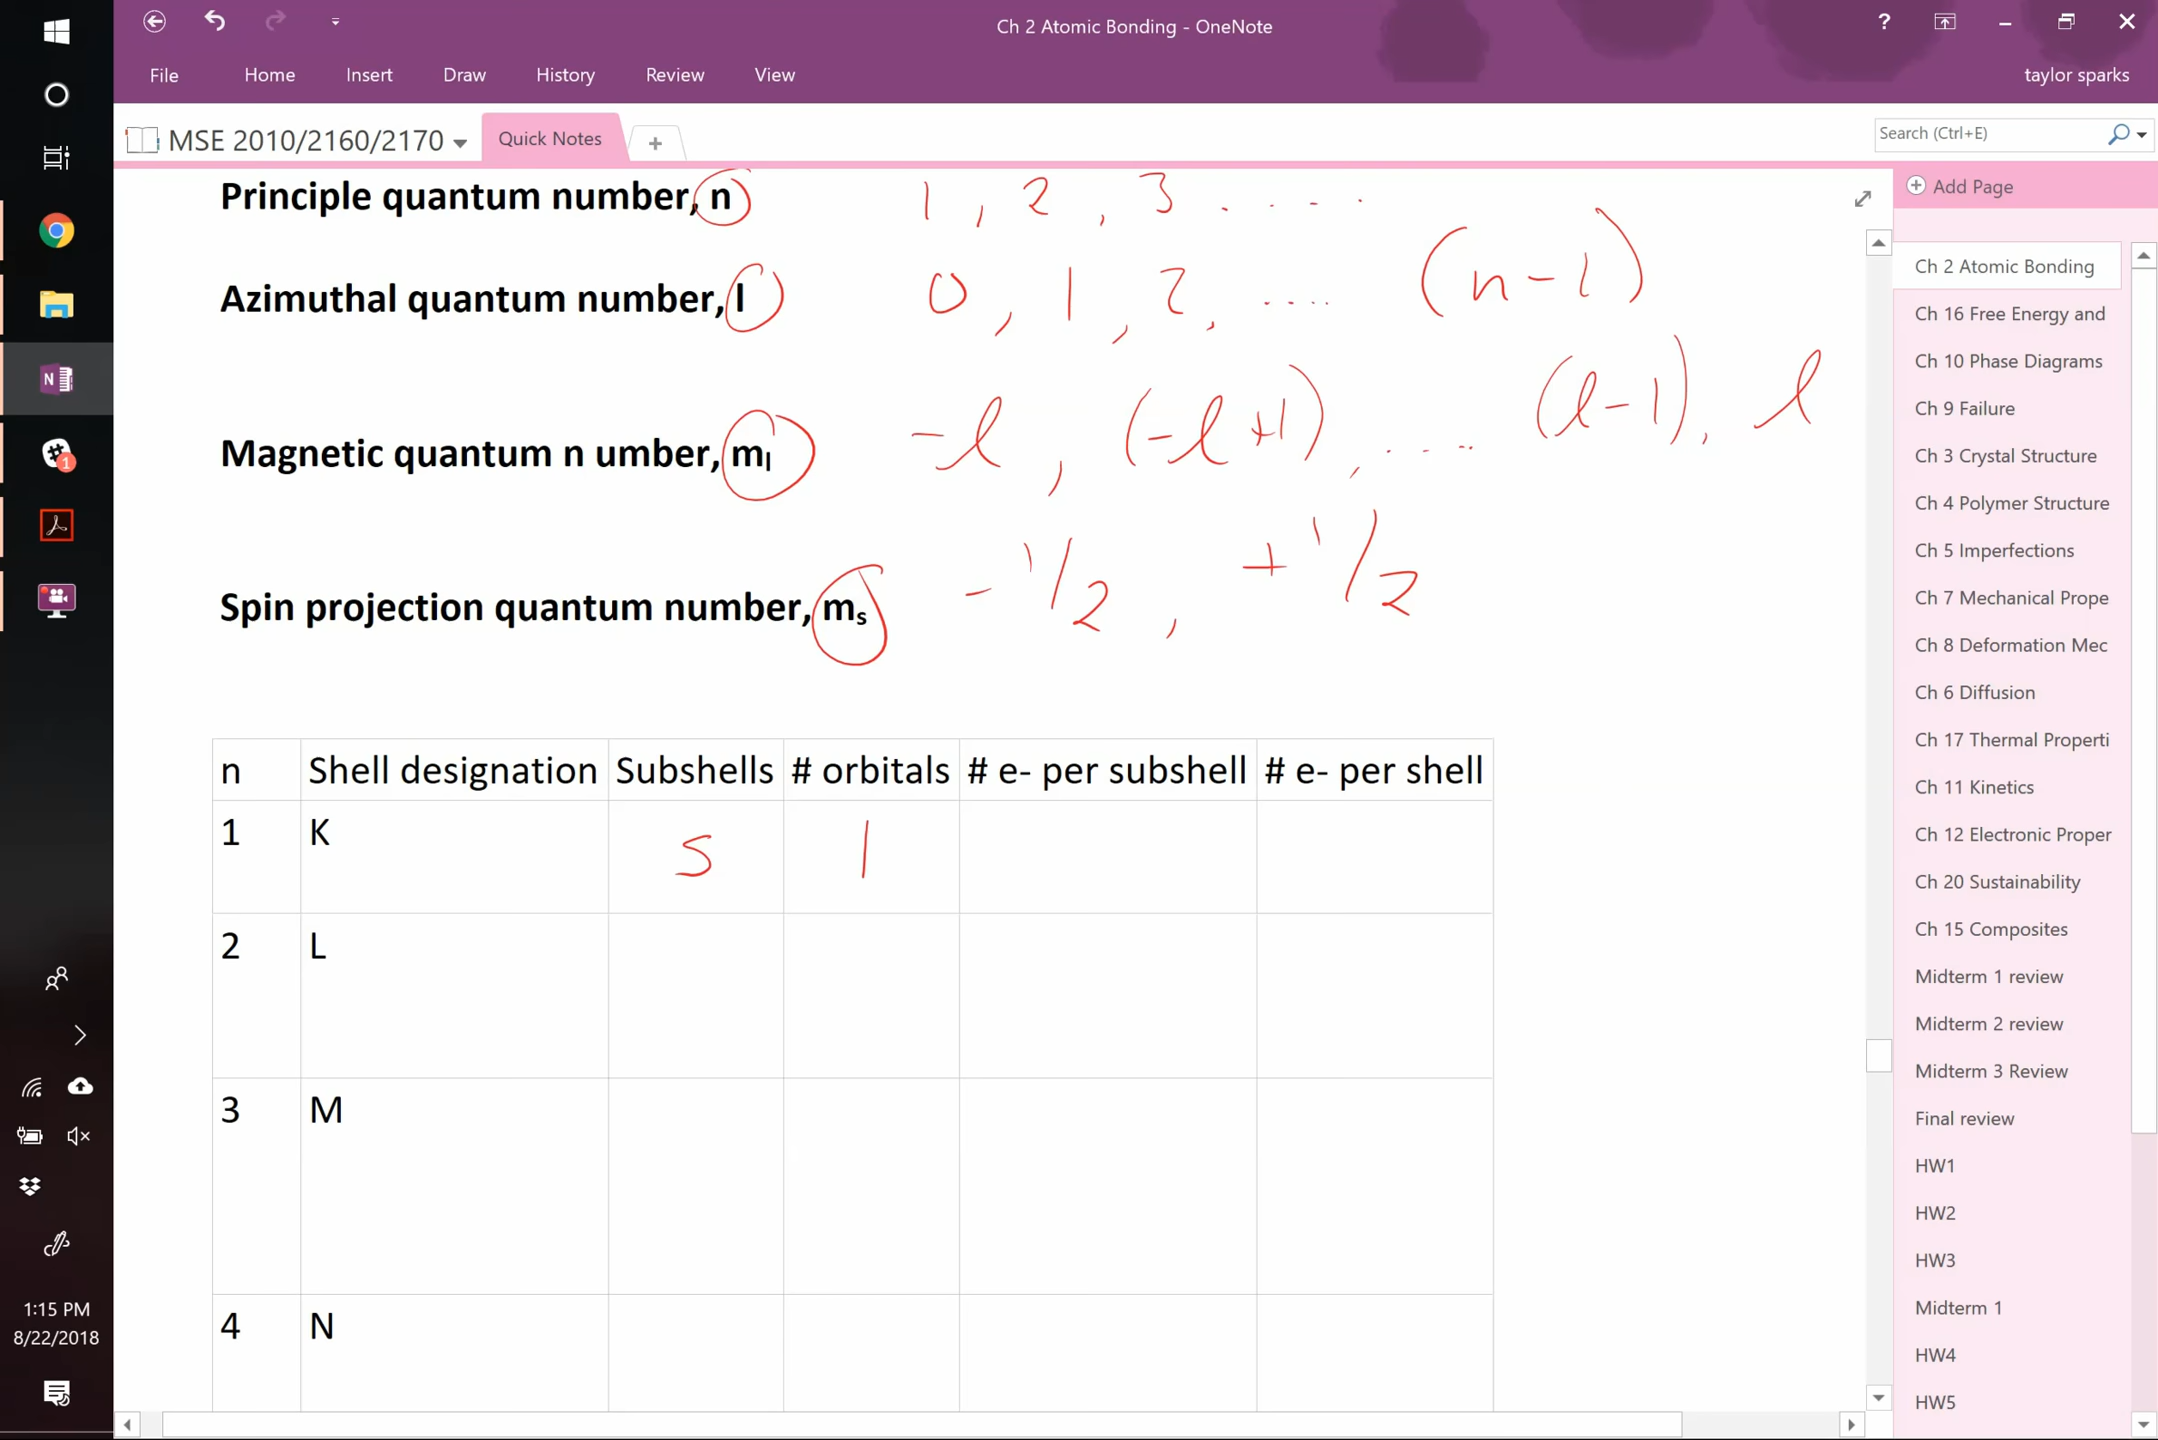 Ch 2 Atomic Bonding - OneNote
?
File Home Insert Draw History Review View
taylor sparks
MSE 2010/2160/2170
Quick Notes
+
Search (Ctrl+E)
Principle quantum number, n 1 , 2 , 3 . . . . .
Azimuthal quantum number, l 0 , 1 , 2 , .... (n-1)
Magnetic quantum n umber, ml -l , (-l+1) , ..... (l-1), l
Spin projection quantum number, ms - 1/2 , + 1/2
n Shell designation Subshells # orbitals # e- per subshell # e- per shell
1 K s 1
2 L
3 M
4 N
Add Page
Ch 2 Atomic Bonding
Ch 16 Free Energy and
Ch 10 Phase Diagrams
Ch 9 Failure
Ch 3 Crystal Structure
Ch 4 Polymer Structure
Ch 5 Imperfections
Ch 7 Mechanical Prope
Ch 8 Deformation Mec
Ch 6 Diffusion
Ch 17 Thermal Properti
Ch 11 Kinetics
Ch 12 Electronic Proper
Ch 20 Sustainability
Ch 15 Composites
Midterm 1 review
Midterm 2 review
Midterm 3 Review
Final review
HW1
HW2
HW3
Midterm 1
HW4
HW5
N
1
1:15 PM
8/22/2018